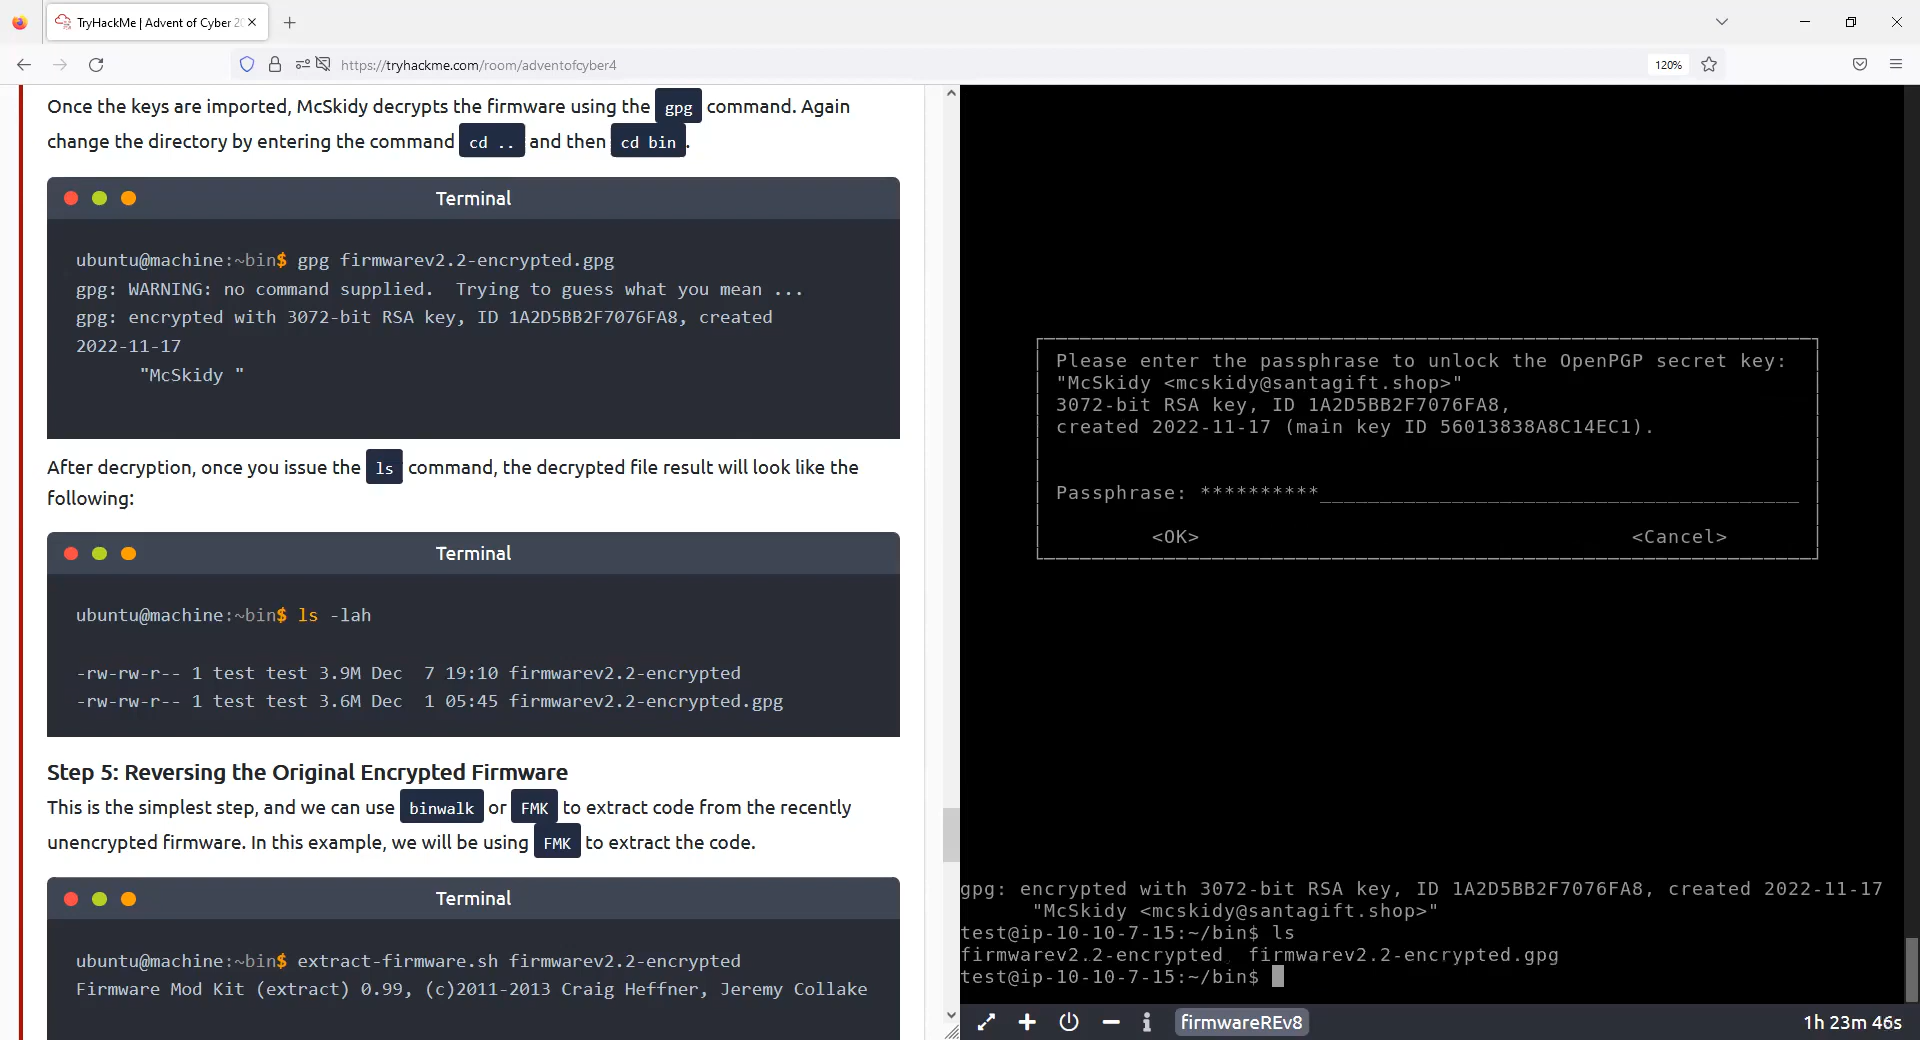 TryHackMe | Advent of Cyber 20
https://tryhackme.com/room/adventofcyber4
120%
Once the keys are imported, McSkidy decrypts the firmware using the gpg command. Again
change the directory by entering the command cd .. and then cd bin.
Terminal
ubuntu@machine:~bin$ gpg firmwarev2.2-encrypted.gpg
gpg: WARNING: no command supplied.  Trying to guess what you mean ...
gpg: encrypted with 3072-bit RSA key, ID 1A2D5BB2F7076FA8, created
2022-11-17
"McSkidy "
After decryption, once you issue the ls command, the decrypted file result will look like the
following:
Terminal
ubuntu@machine:~bin$ ls -lah
-rw-rw-r-- 1 test test 3.9M Dec  7 19:10 firmwarev2.2-encrypted
-rw-rw-r-- 1 test test 3.6M Dec  1 05:45 firmwarev2.2-encrypted.gpg
Step 5: Reversing the Original Encrypted Firmware
This is the simplest step, and we can use binwalk or FMK to extract code from the recently
unencrypted firmware. In this example, we will be using FMK to extract the code.
Terminal
ubuntu@machine:~bin$ extract-firmware.sh firmwarev2.2-encrypted
Firmware Mod Kit (extract) 0.99, (c)2011-2013 Craig Heffner, Jeremy Collake
Please enter the passphrase to unlock the OpenPGP secret key:
"McSkidy <mcskidy@santagift.shop>"
3072-bit RSA key, ID 1A2D5BB2F7076FA8,
created 2022-11-17 (main key ID 56013838A8C14EC1).
Passphrase: **********________________________________________
<OK> <Cancel>
gpg: encrypted with 3072-bit RSA key, ID 1A2D5BB2F7076FA8, created 2022-11-17
"McSkidy <mcskidy@santagift.shop>"
test@ip-10-10-7-15:~/bin$ ls
firmwarev2.2-encrypted  firmwarev2.2-encrypted.gpg
test@ip-10-10-7-15:~/bin$
firmwareREv8
1h 23m 46s